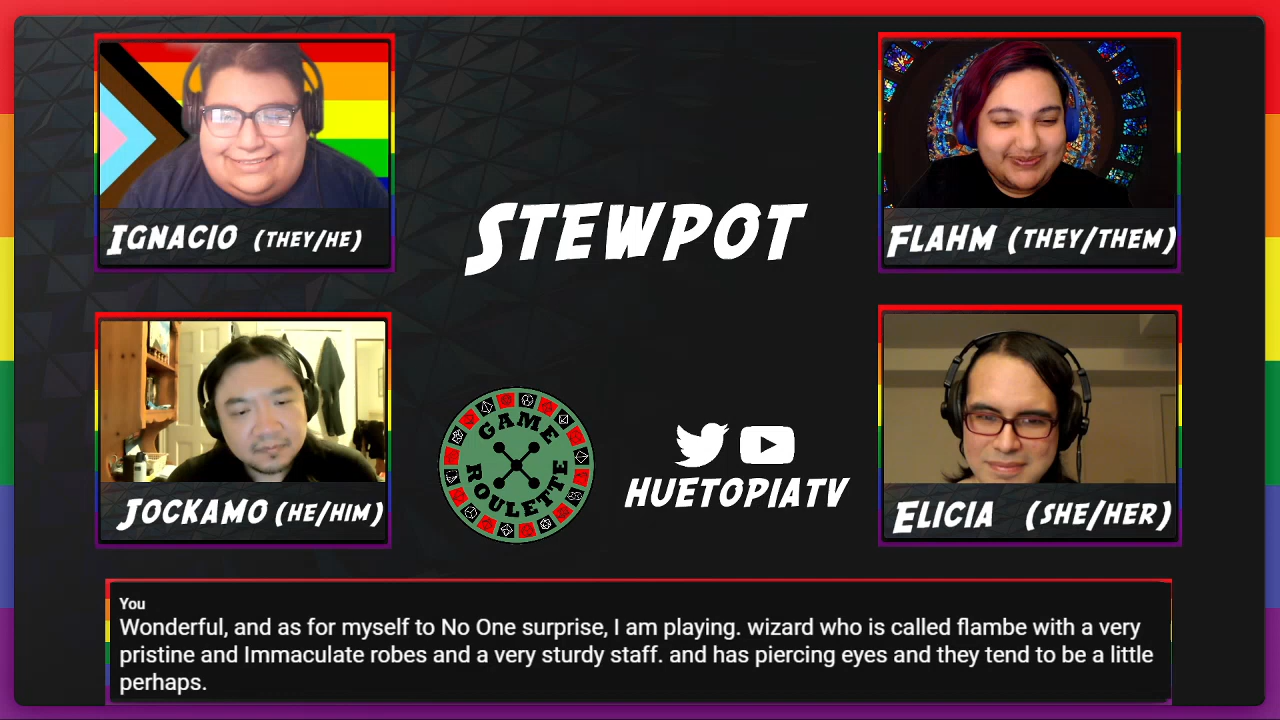 IGNACIO (THEY/HE)
FLAHM (THEY/THEM)
STEWPOT
JOCKAMO (HE/HIM)
GAME
ROULETTE
HUETOPIATV
ELICIA (SHE/HER)
You
Wonderful, and as for myself to No One surprise, I am playing. wizard who is called flambe with a very
pristine and Immaculate robes and a very sturdy staff. and has piercing eyes and they tend to be a little
perhaps.